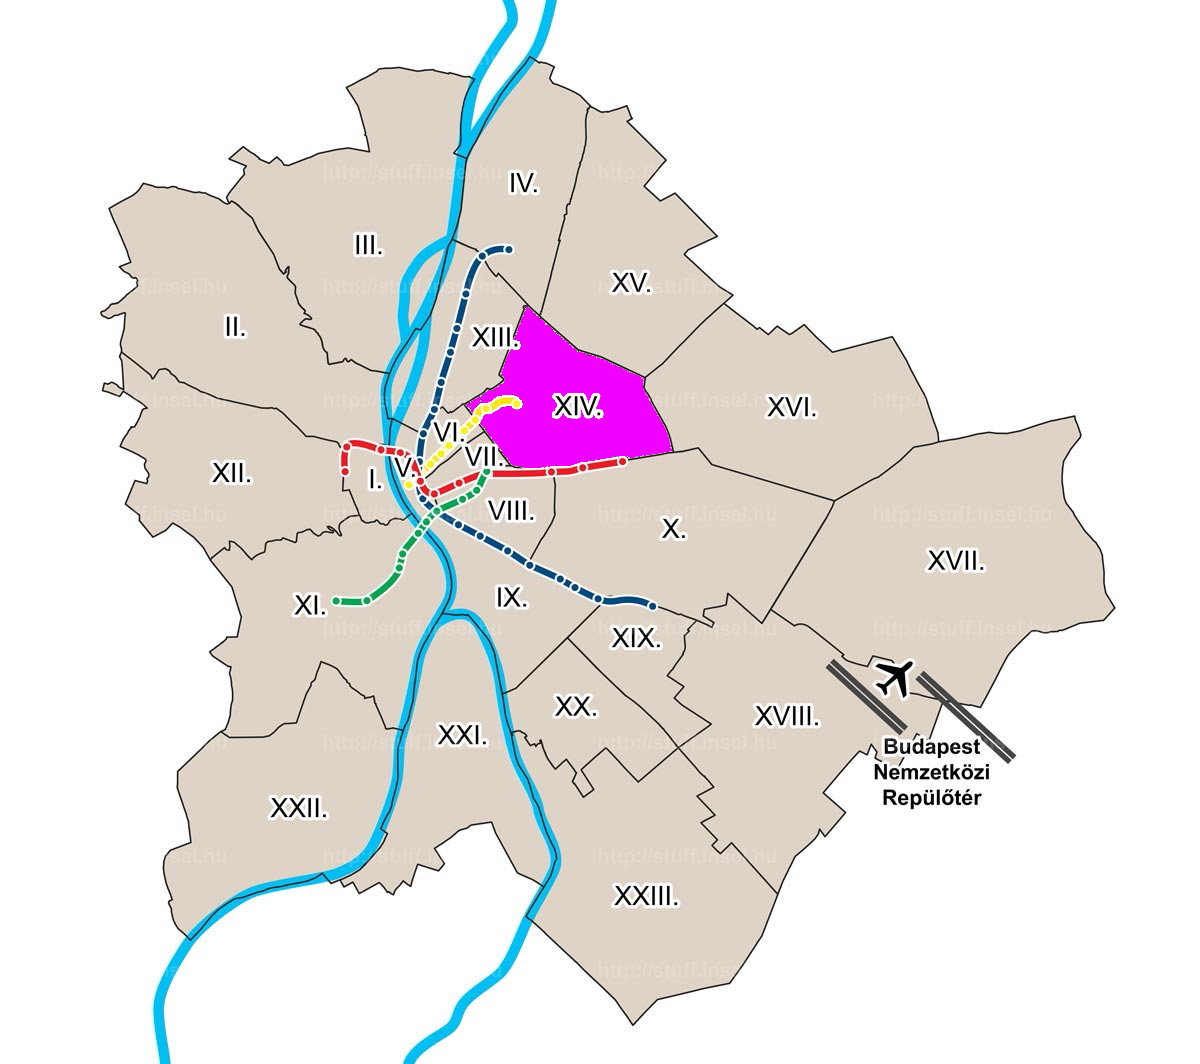 http://stuff.insel.hu
IV.
III.
XV.
II.
XIII.
XIV.
XVI.
VI.
VII.
V.
XII.
I.
VIII.
X.
XVII.
XI.
IX.
XIX.
XX.
XVIII.
XXI.
Budapest
Nemzetközi
Repülőtér
XXII.
XXIII.